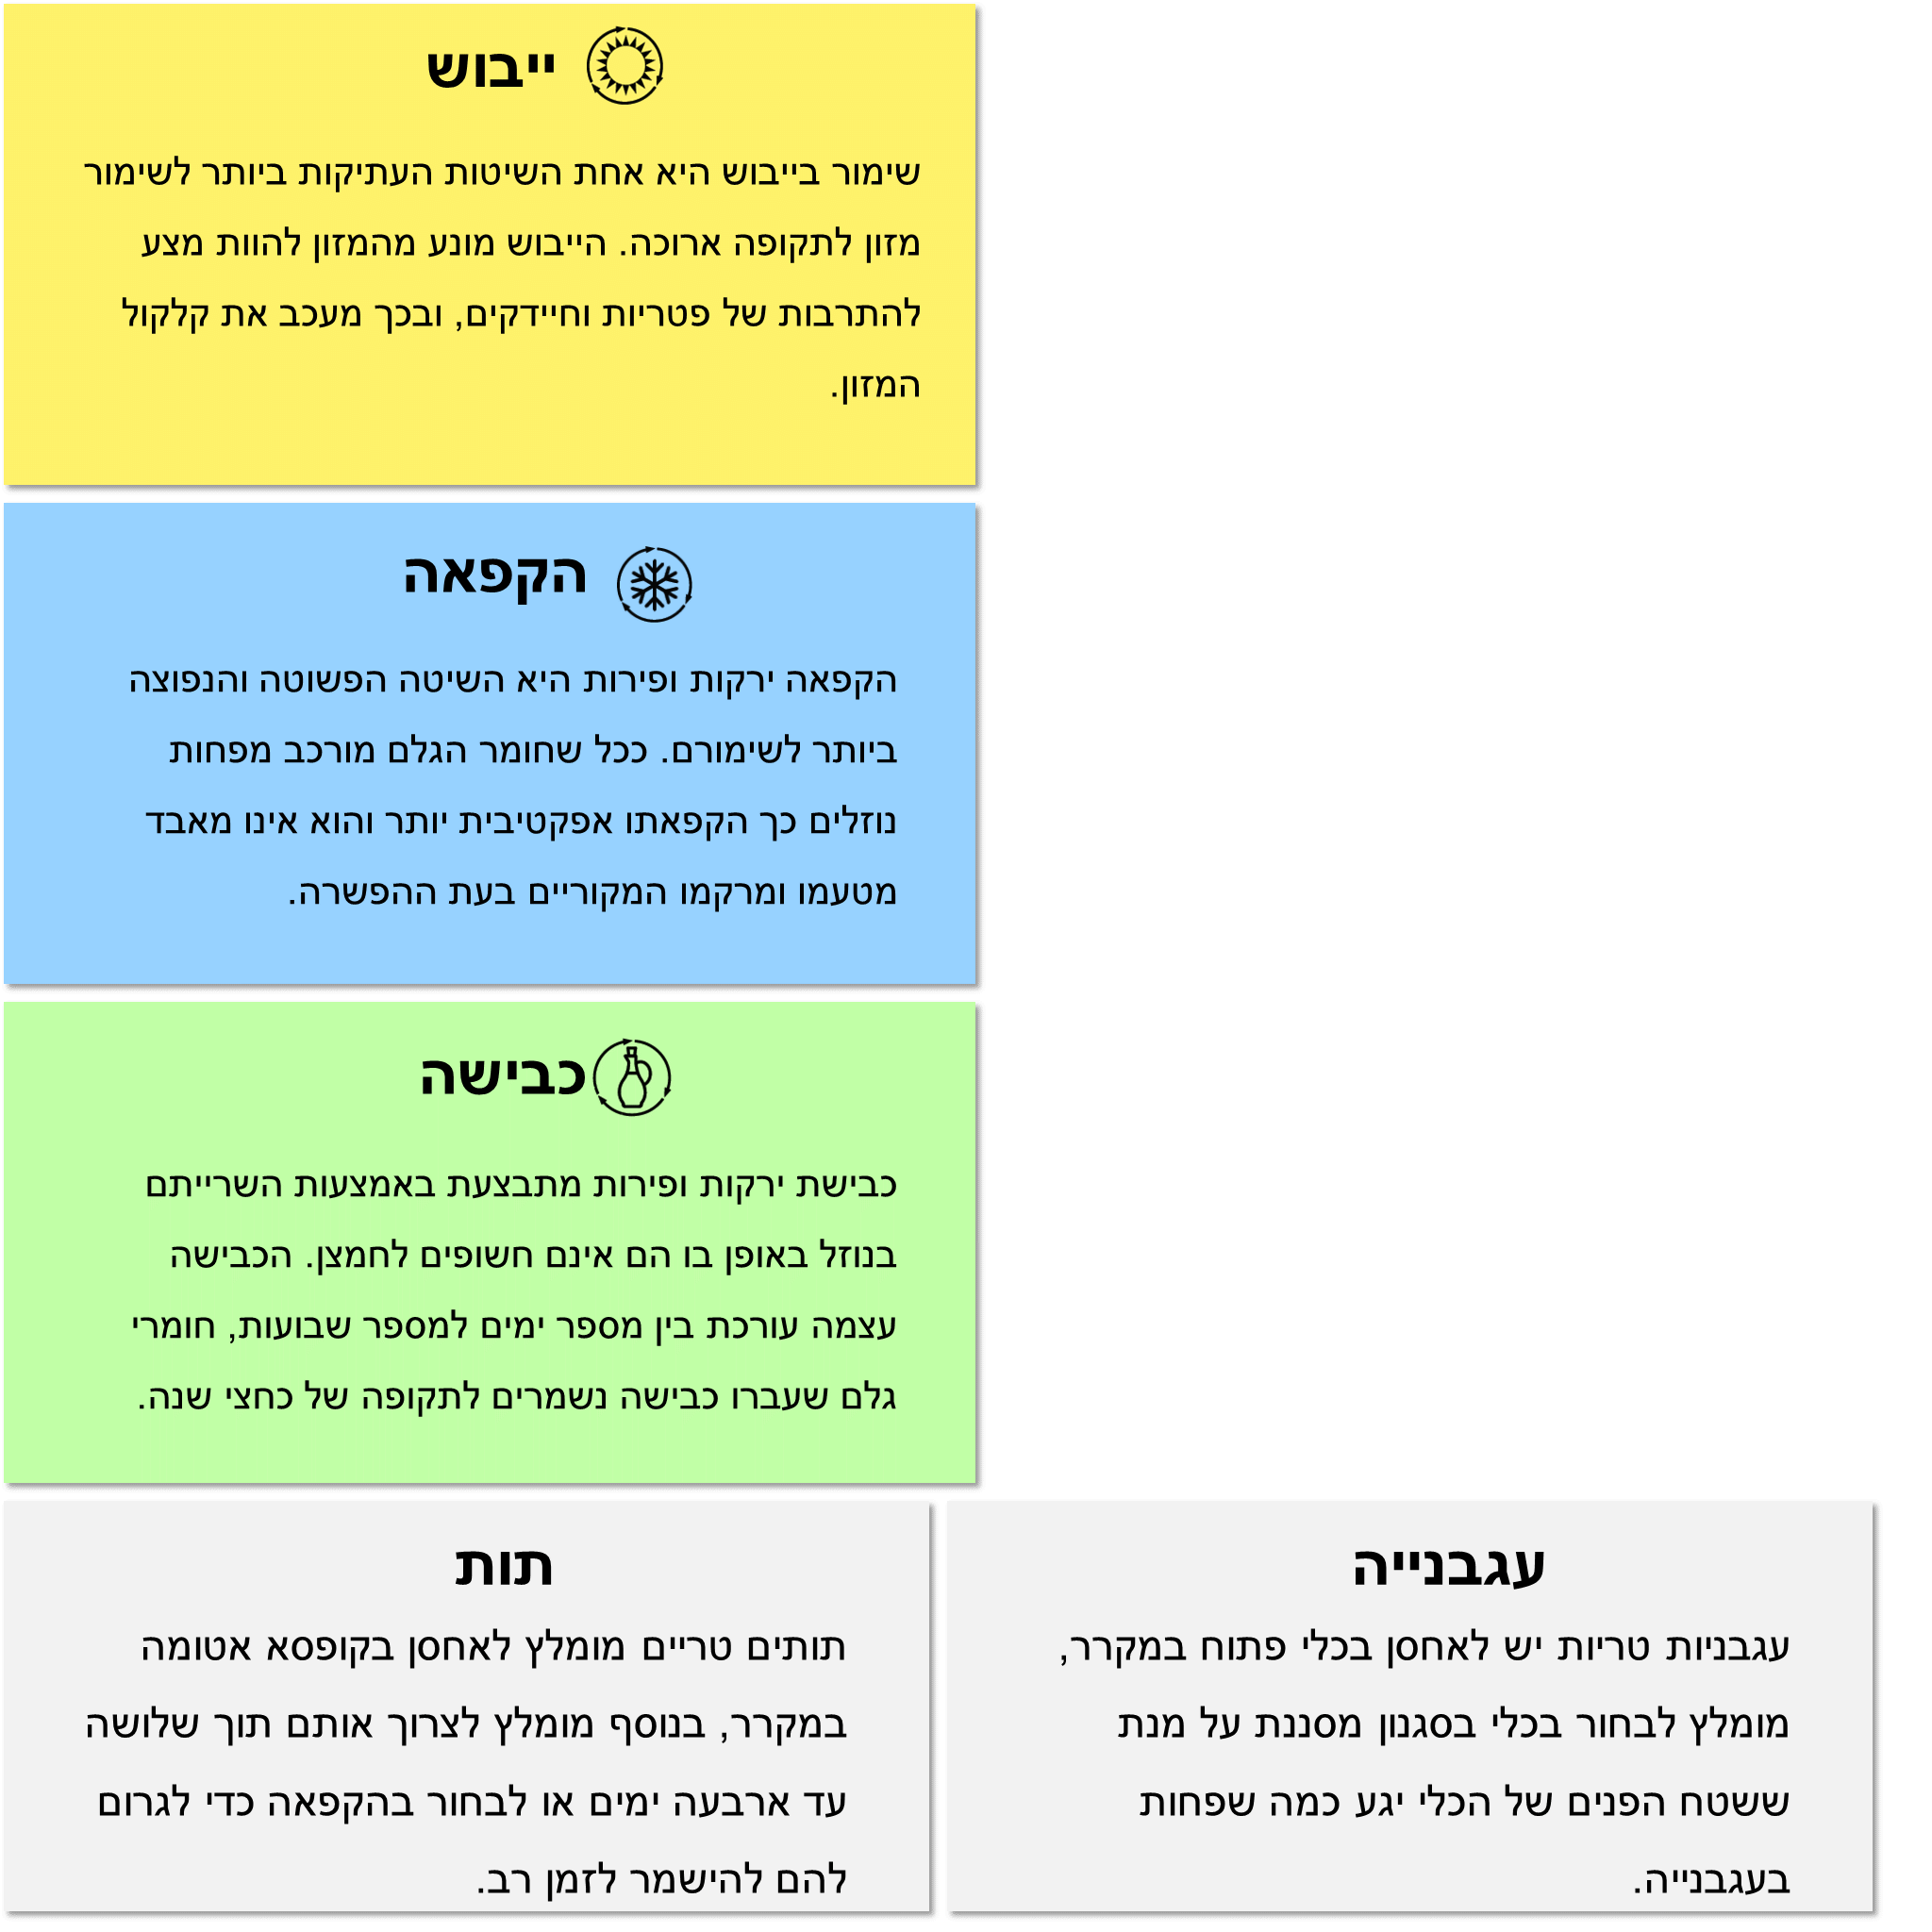 ייבוש
שימור בייבוש היא אחת השיטות העתיקות ביותר לשימור
מזון לתקופה ארוכה. הייבוש מונע מהמזון להוות מצע
להתרבות של פטריות וחיידקים, ובכך מעכב את קלקול
המזון.
הקפאה
הקפאה ירקות ופירות היא השיטה הפשוטה והנפוצה
ביותר לשימורם. ככל שחומר הגלם מורכב מפחות
נוזלים כך הקפאתו אפקטיבית יותר והוא אינו מאבד
מטעמו ומרקמו המקוריים בעת ההפשרה.
כבישה
כבישת ירקות ופירות מתבצעת באמצעות השרייתם
בנוזל באופן בו הם אינם חשופים לחמצן. הכבישה
עצמה עורכת בין מספר ימים למספר שבועות, חומרי
גלם שעברו כבישה נשמרים לתקופה של כחצי שנה.
עגבנייה
עגבניות טריות יש לאחסן בכלי פתוח במקרר,
מומלץ לבחור בכלי בסגנון מסננת על מנת
ששטח הפנים של הכלי יגע כמה שפחות
בעגבנייה.
תות
תותים טריים מומלץ לאחסן בקופסא אטומה
במקרר, בנוסף מומלץ לצרוך אותם תוך שלושה
עד ארבעה ימים או לבחור בהקפאה כדי לגרום
להם להישמר לזמן רב.